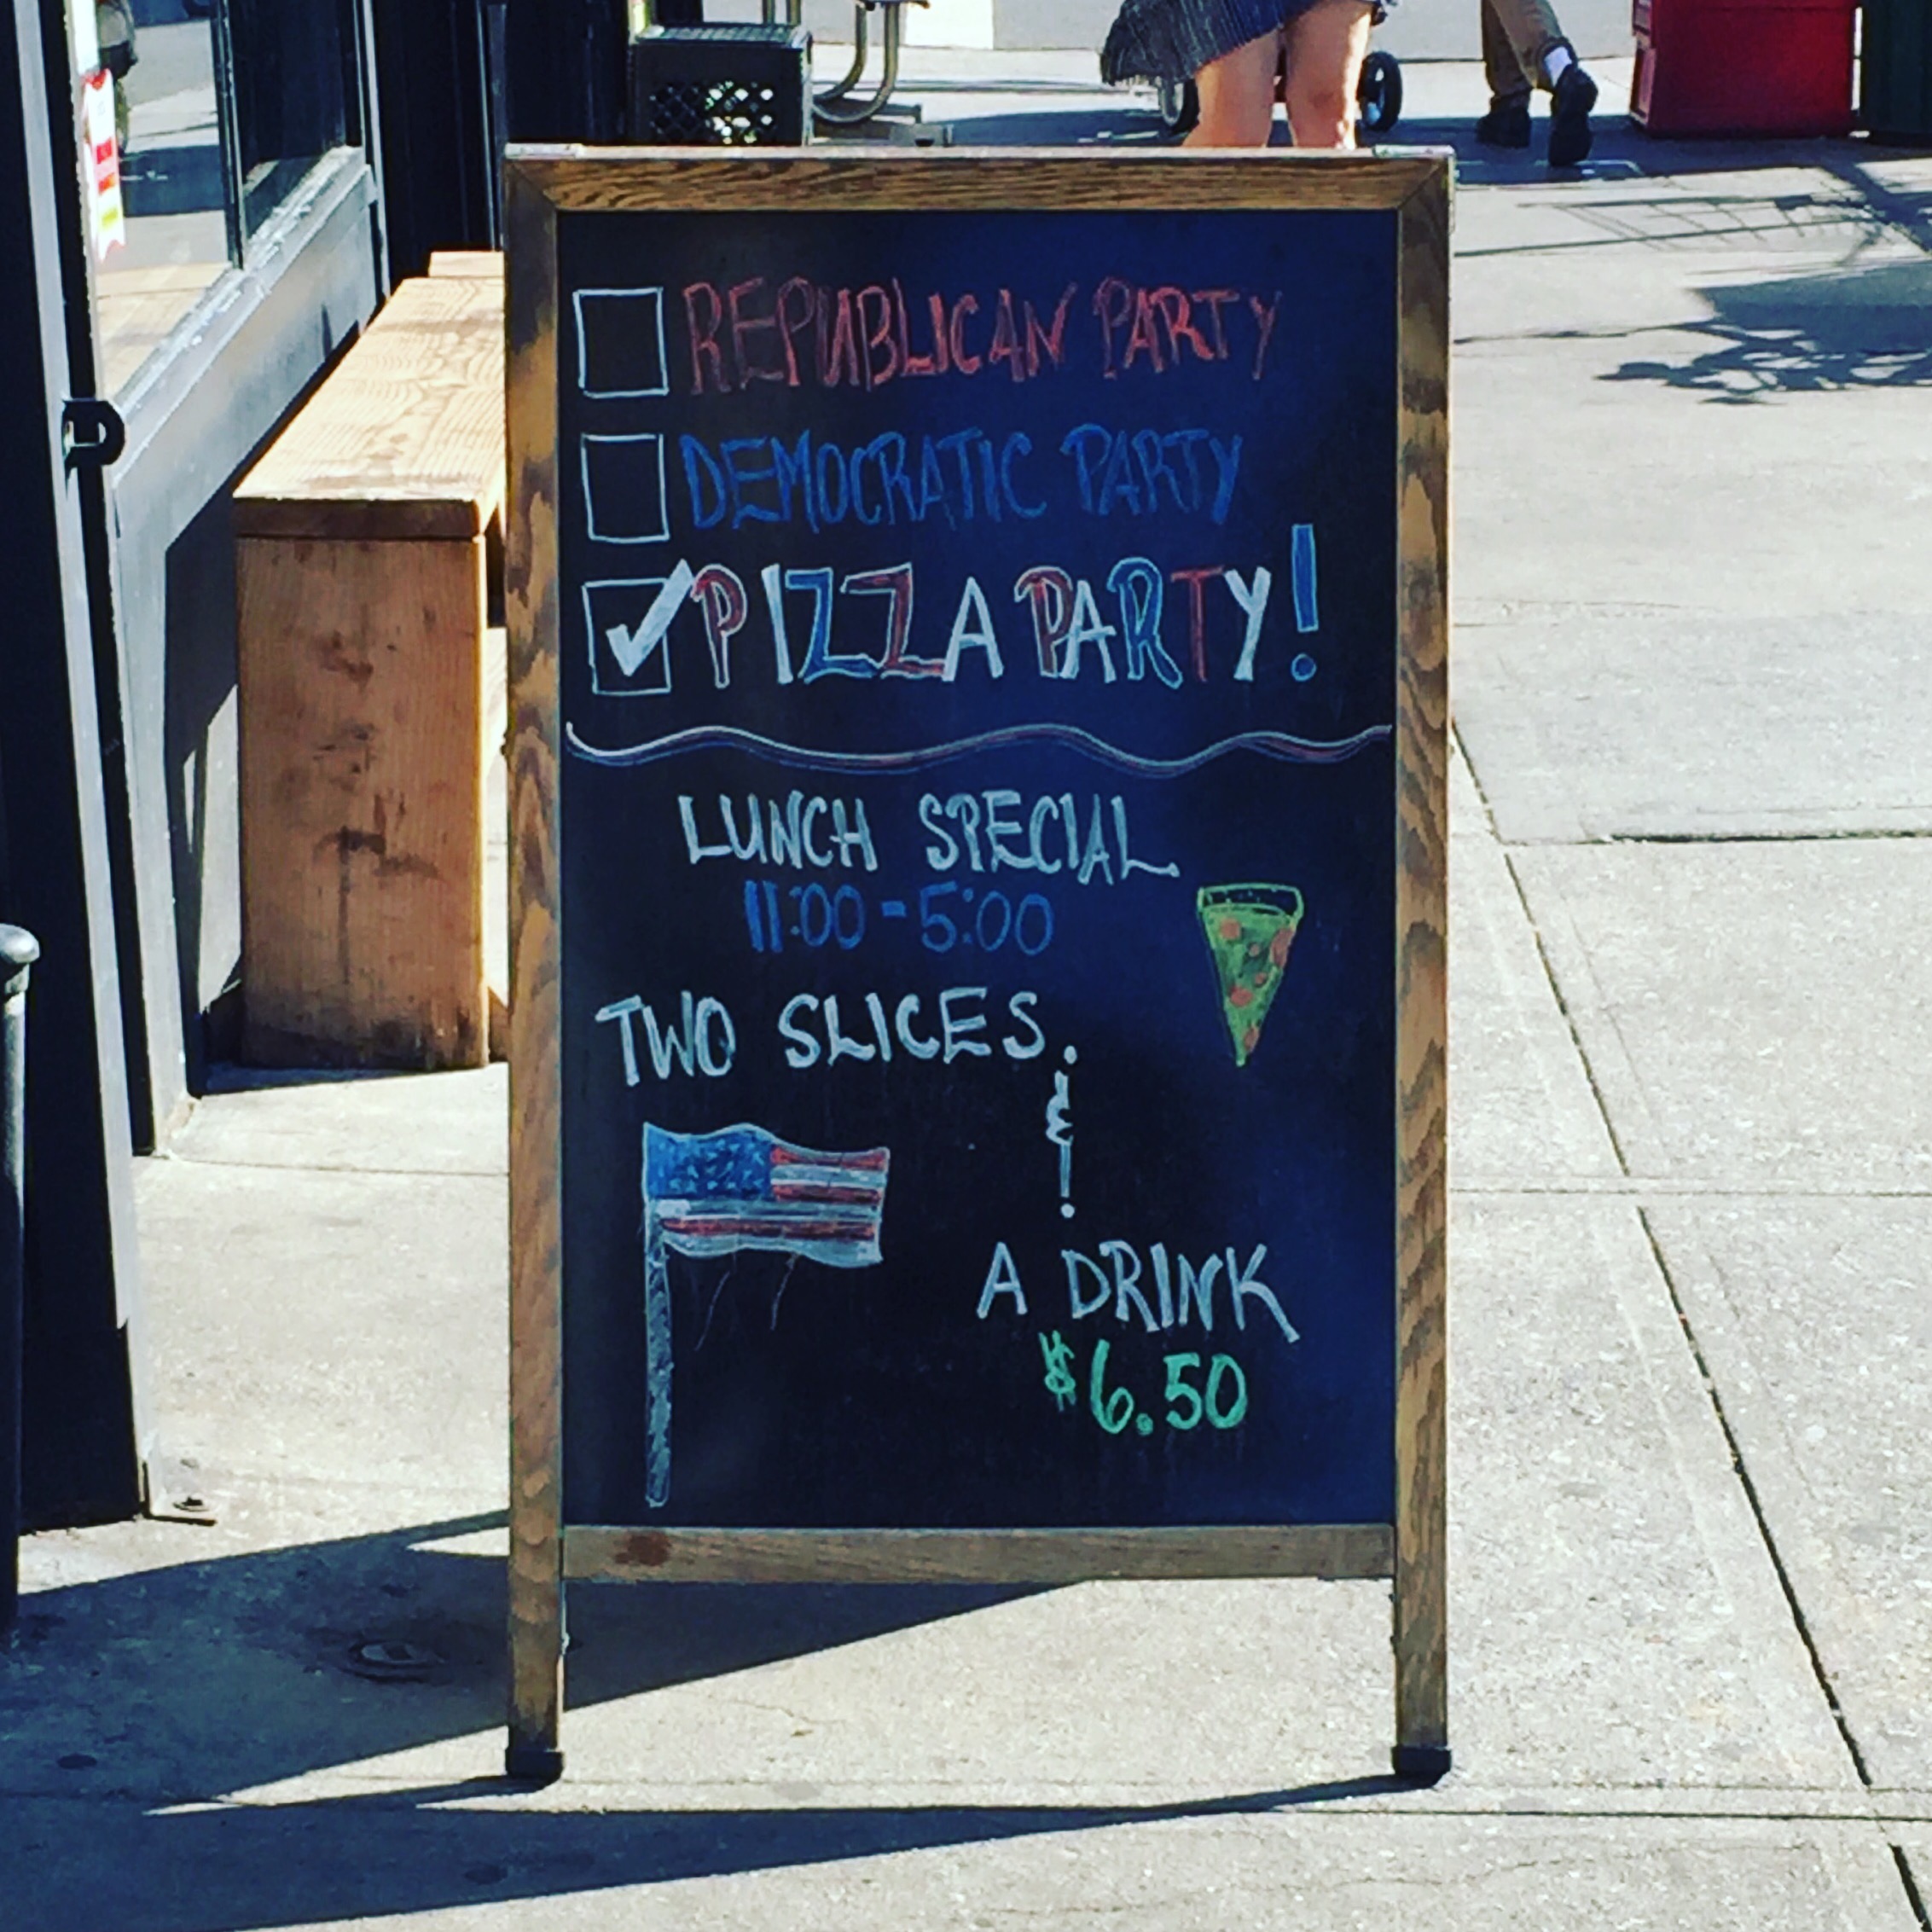 REPUBLICAN PARTY
DEMOCRATIC PARTY
PIZZA PARTY!
LUNCH SPECIAL
11:00-5:00
TWO SLICES
&
A DRINK
$6.50